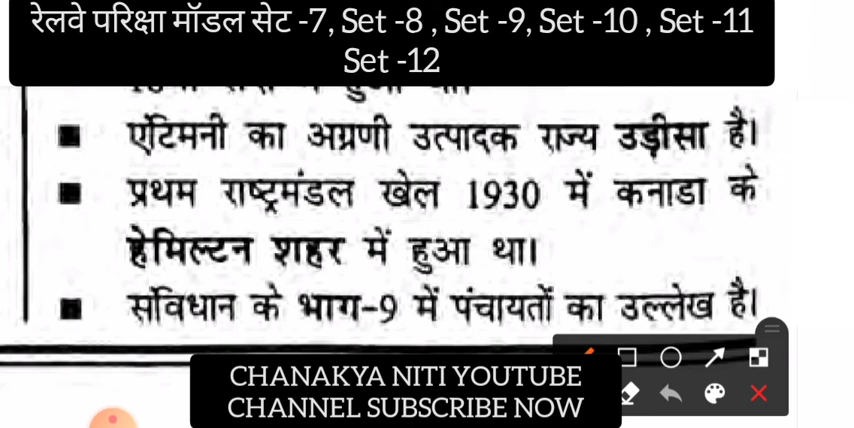 रेलवे परिक्षा मॉडल सेट -7, Set -8 , Set -9, Set -10 , Set -11
Set -12
एंटिमनी का अग्रणी उत्पादक राज्य उड़ीसा है।
प्रथम राष्ट्रमंडल खेल 1930 में कनाडा के
हेमिल्टन शहर में हुआ था।
संविधान के भाग-9 में पंचायतों का उल्लेख है।
CHANAKYA NITI YOUTUBE
CHANNEL SUBSCRIBE NOW